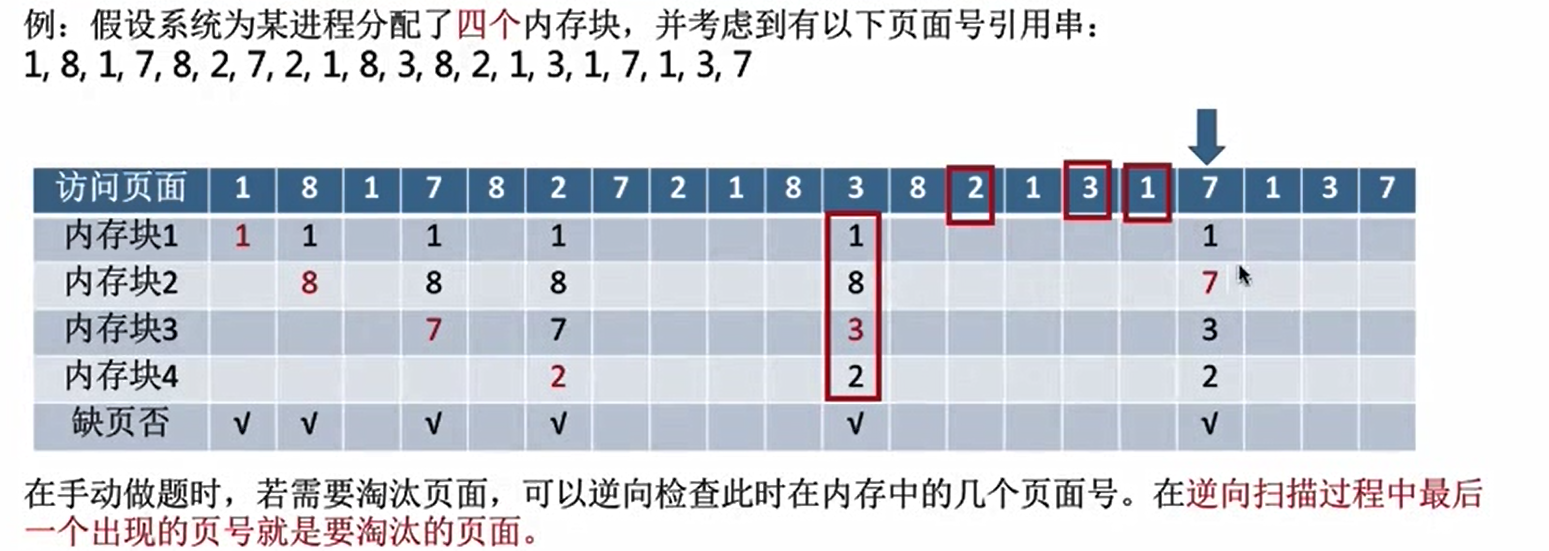 例：假设系统为某进程分配了四个内存块，并考虑到有以下页面号引用串：
1, 8, 1, 7, 8, 2, 7, 2, 1, 8, 3, 8, 2, 1, 3, 1, 7, 1, 3, 7
访问页面 1 8 1 7 8 2 7 2 1 8 3 8 2 1 3 1 7 1 3 7
内存块1 1 1 1 1 1 1
内存块2 8 8 8 8 7
内存块3 7 7 3 3
内存块4 2 2 2
缺页否 √ √ √ √ √ √
在手动做题时，若需要淘汰页面，可以逆向检查此时在内存中的几个页面号。在逆向扫描过程中最后
一个出现的页号就是要淘汰的页面。